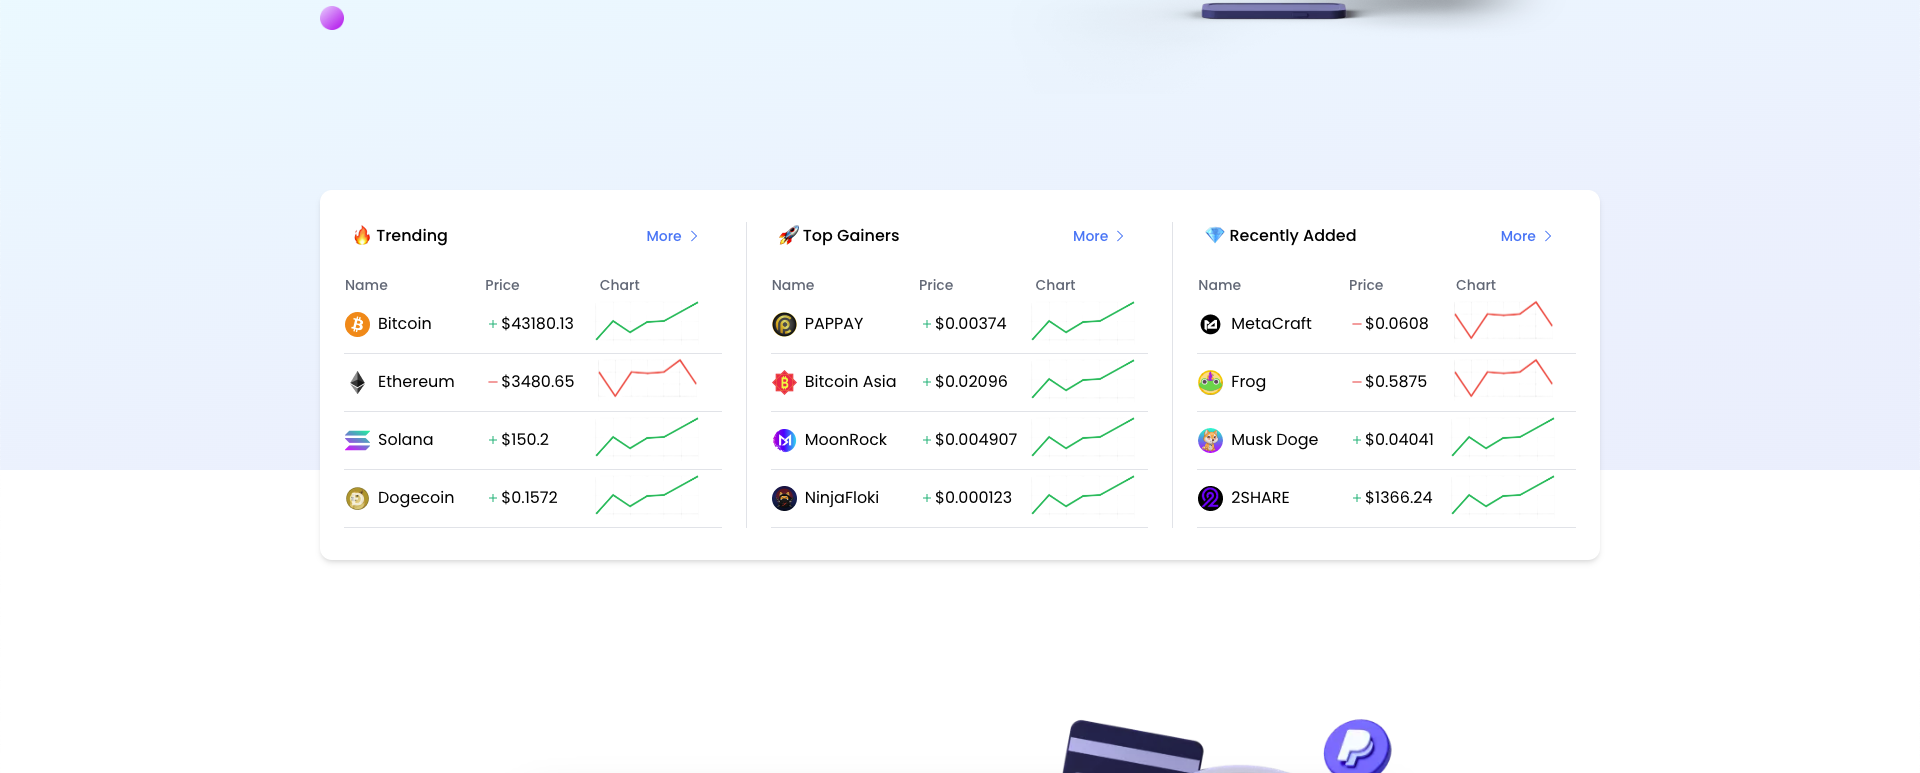 Trending More
Name Price Chart
Bitcoin +$43180.13
Ethereum −$3480.65
Solana +$150.2
Dogecoin +$0.1572
Top Gainers More
Name Price Chart
PAPPAY +$0.00374
Bitcoin Asia +$0.02096
MoonRock +$0.004907
NinjaFloki +$0.000123
Recently Added More
Name Price Chart
MetaCraft −$0.0608
Frog −$0.5875
Musk Doge +$0.04041
2SHARE +$1366.24